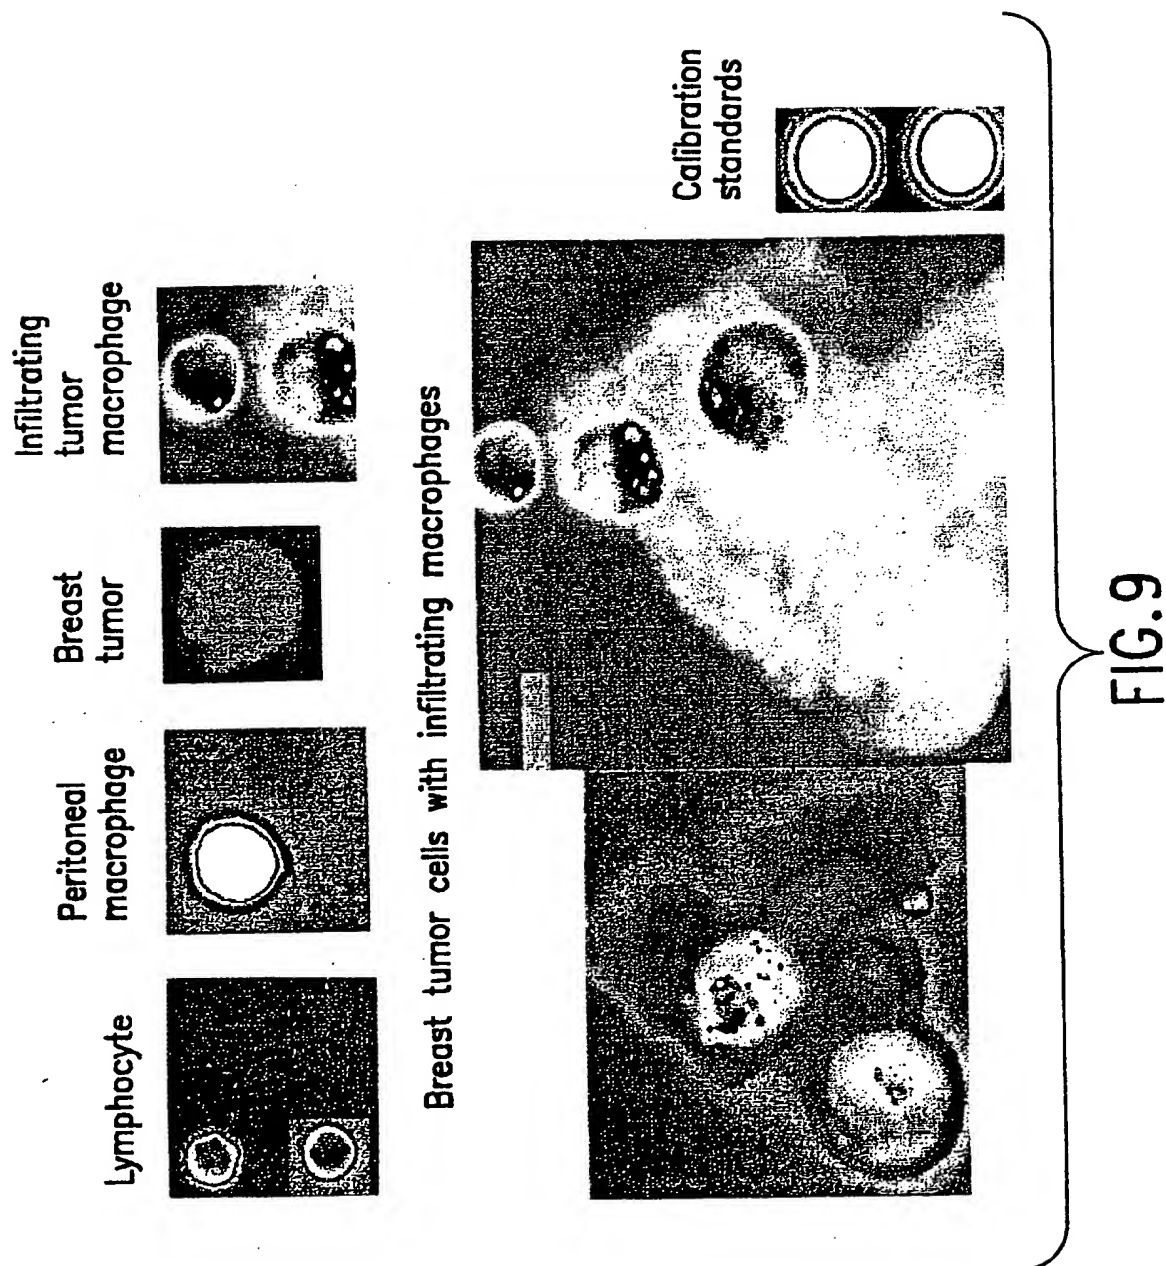 Lymphocyte
Peritoneal
macrophage
Breast
tumor
Infiltrating
tumor
macrophage
Breast tumor cells with infiltrating macrophages
Calibration
standards
FIG.9